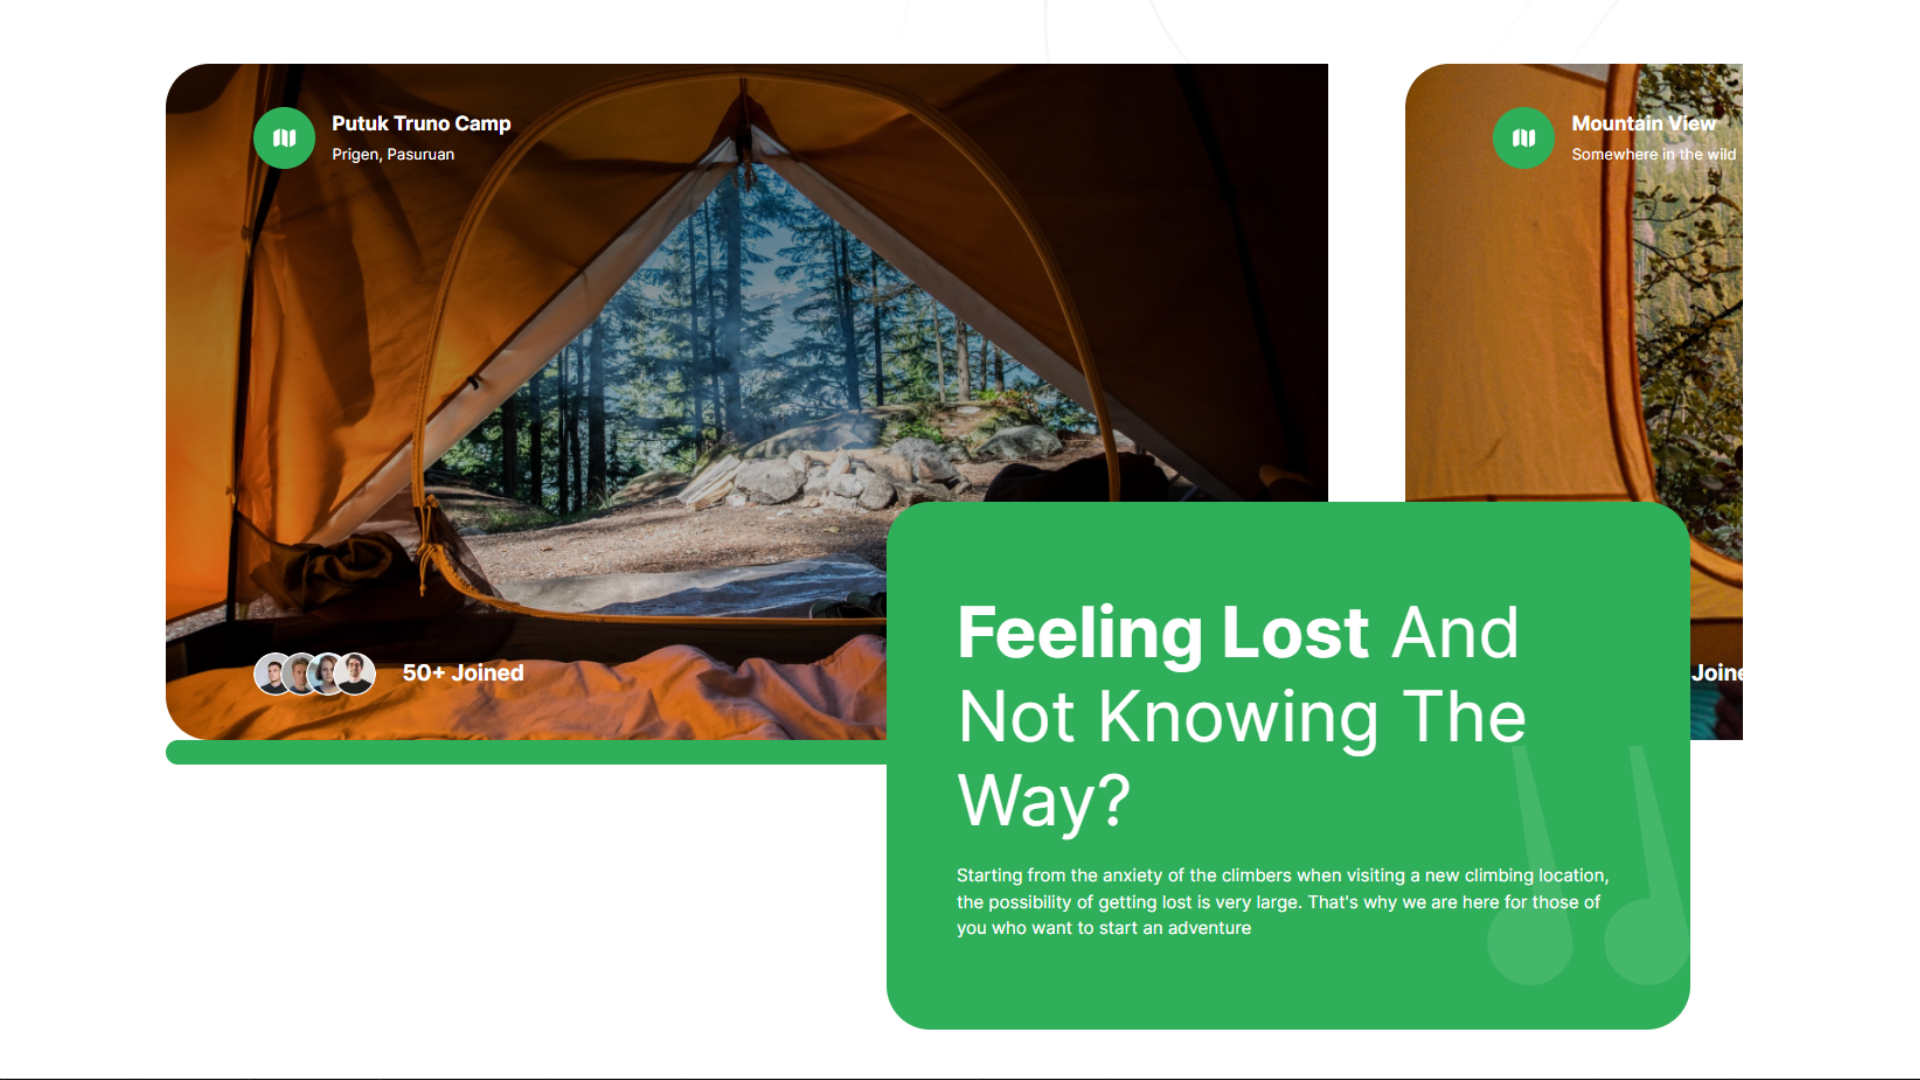 Putuk Truno Camp
Prigen, Pasuruan
50+ Joined
Mountain View
Somewhere in the wild
Feeling Lost And
Not Knowing The
Way?
Starting from the anxiety of the climbers when visiting a new climbing location,
the possibility of getting lost is very large. That's why we are here for those of
you who want to start an adventure